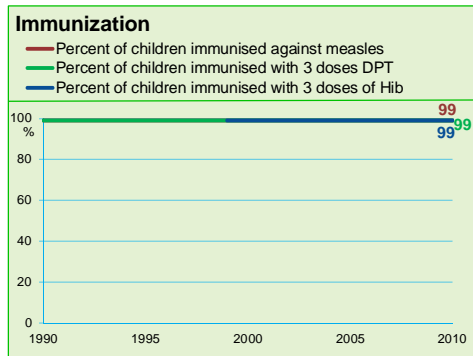 Immunization
Percent of children immunised against measles
Percent of children immunised with 3 doses DPT
Percent of children immunised with 3 doses of Hib
99
100
99
%
99
80
60
40
20
0
1990 1995 2000 2005 2010